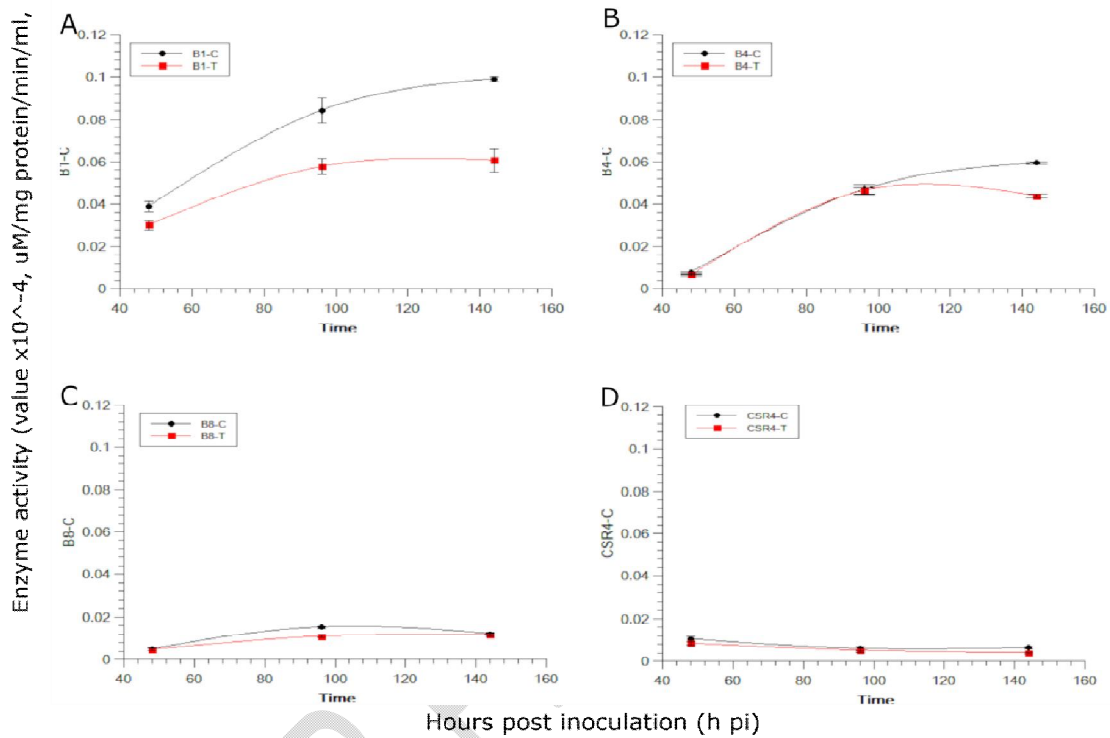 Enzyme activity (value x10^-4, uM/mg protein/min/ml,
A
B1-C
B1-T
B1-C
0.12
0.1
0.08
0.06
0.04
0.02
0
40 60 80 100 120 140 160
Time
B
B4-C
B4-T
B4-C
0.12
0.1
0.08
0.06
0.04
0.02
0
40 60 80 100 120 140 160
Time
C
B8-C
B8-T
B8-C
0.12
0.1
0.08
0.06
0.04
0.02
0
40 60 80 100 120 140 160
Time
D
CSR4-C
CSR4-T
CSR4-C
0.12
0.1
0.08
0.06
0.04
0.02
0
40 60 80 100 120 140 160
Time
Hours post inoculation (h pi)